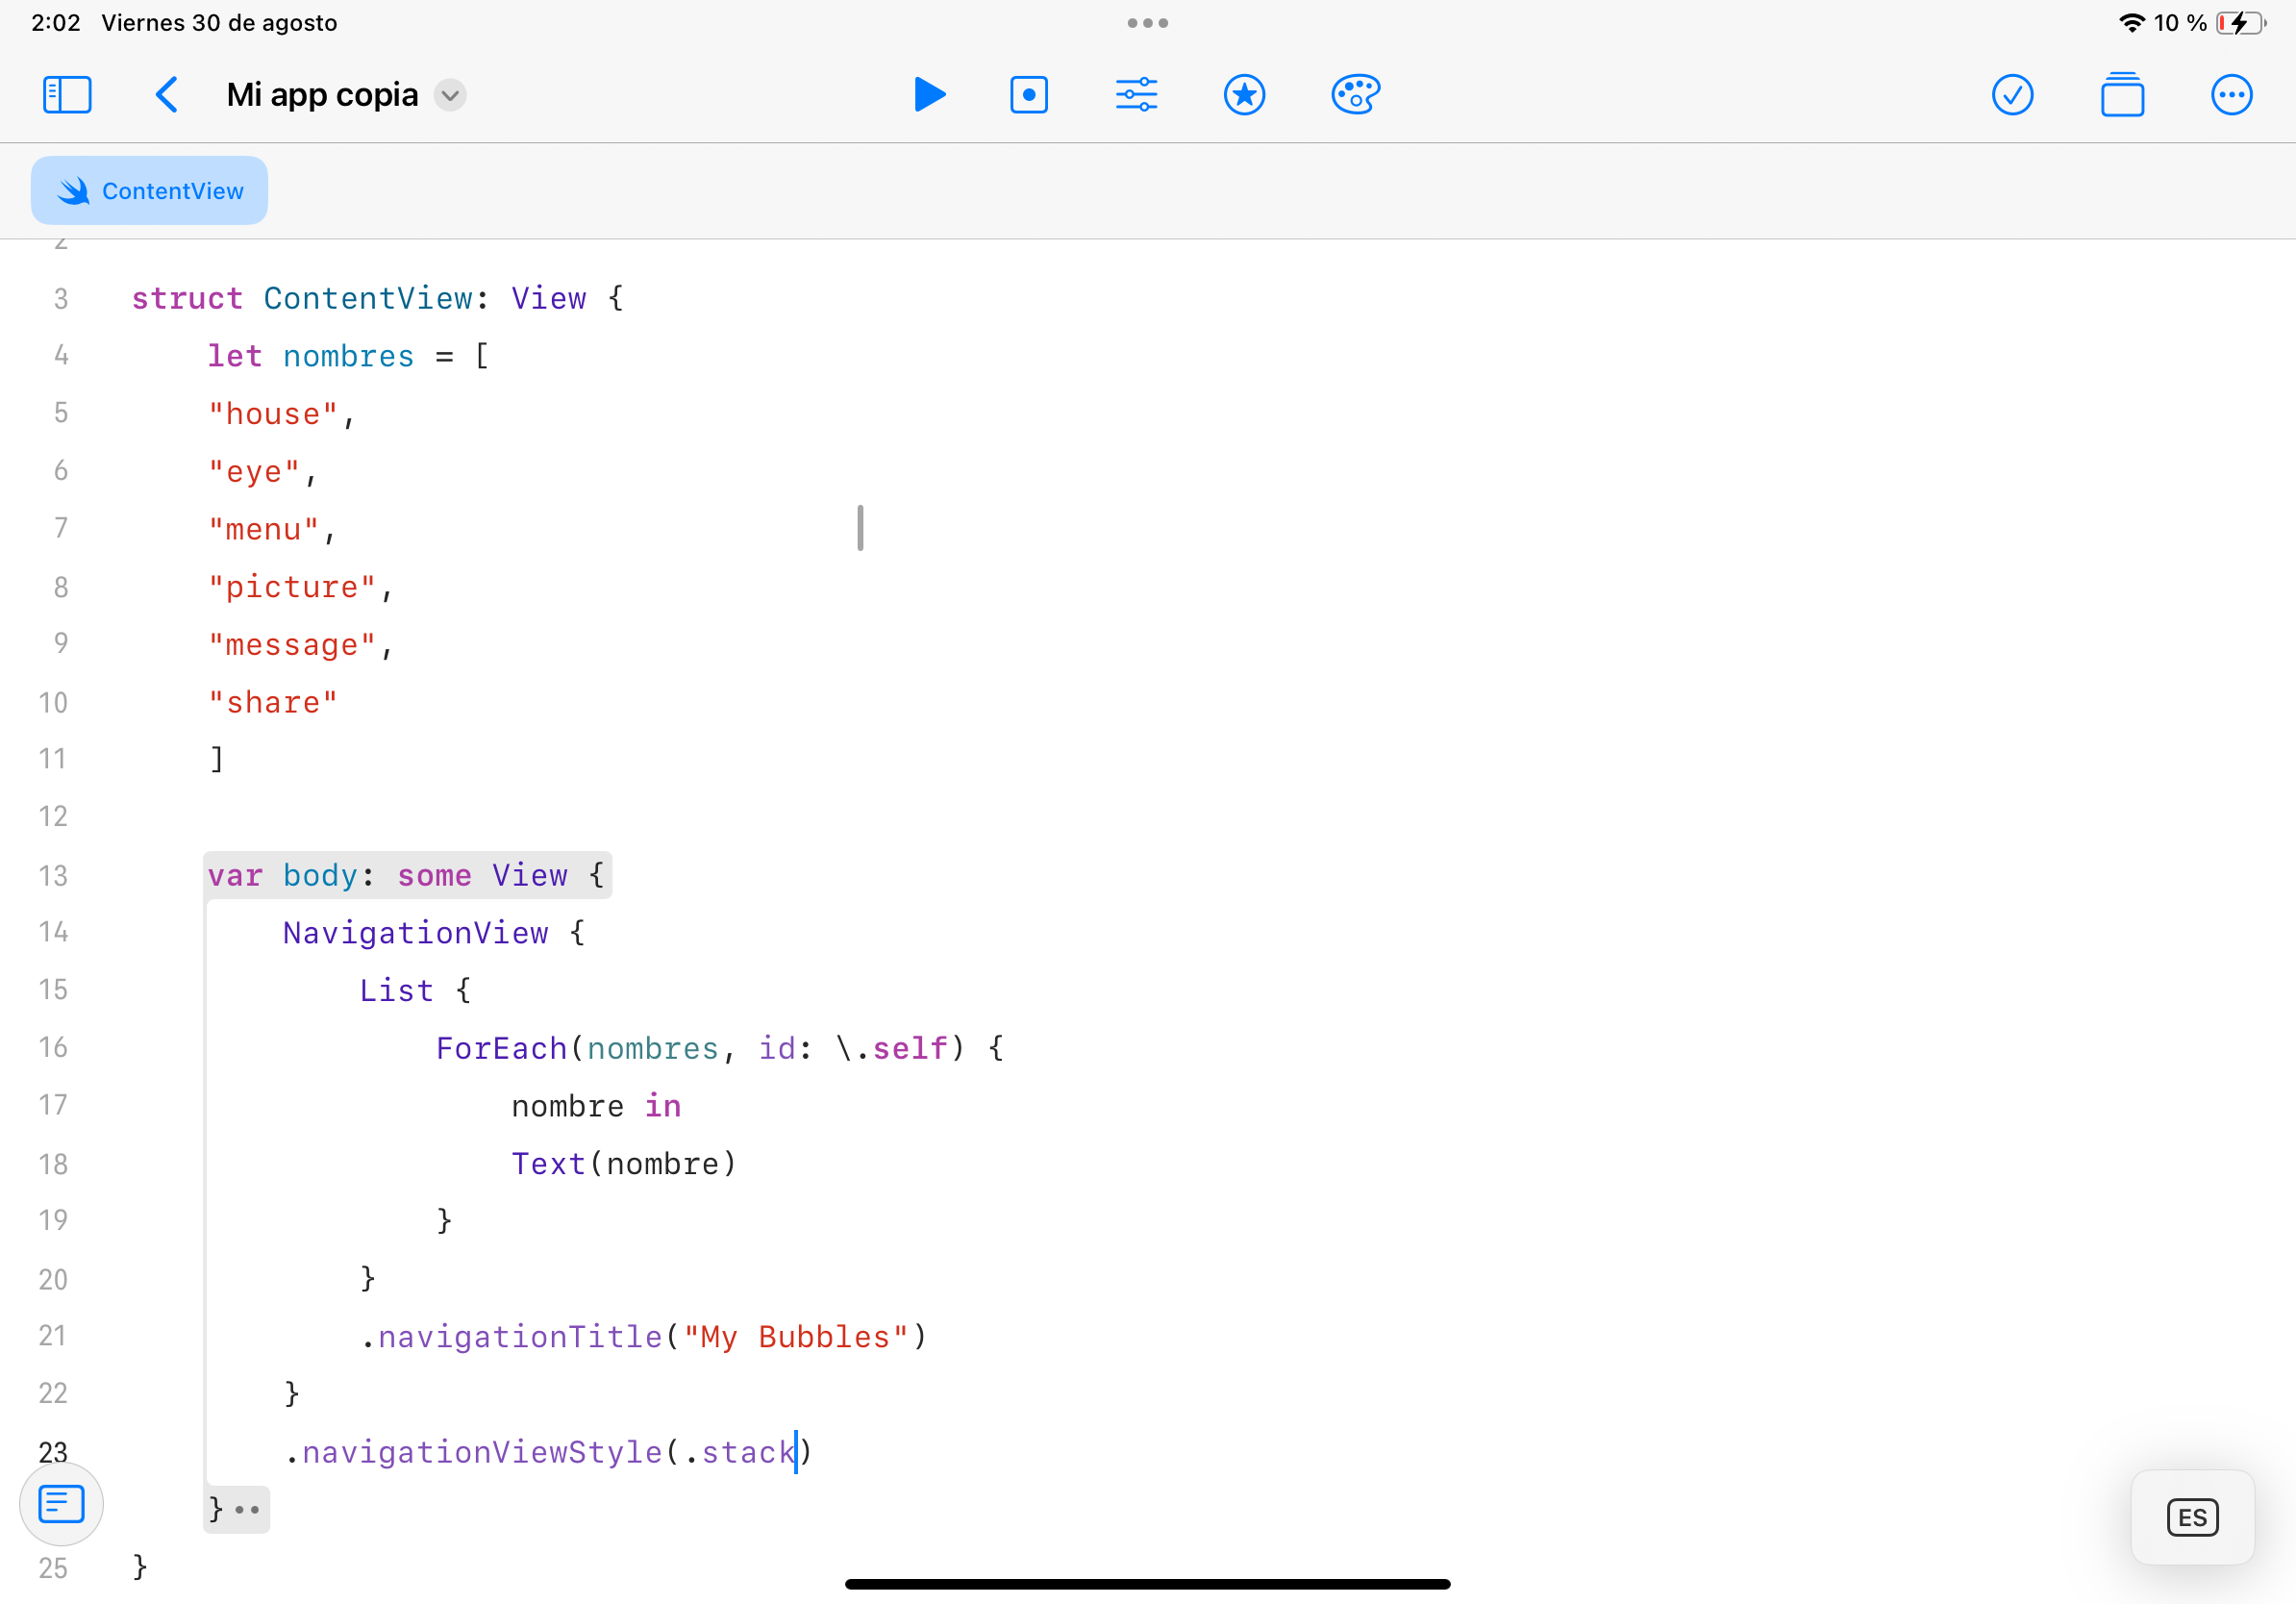 2:02 Viernes 30 de agosto 10 %
Mi app copia
ContentView
2
3 struct ContentView: View {
4 let nombres = [
5 "house",
6 "eye",
7 "menu",
8 "picture",
9 "message",
10 "share"
11 ]
12
13 var body: some View {
14 NavigationView {
15 List {
16 ForEach(nombres, id: \.self) {
17 nombre in
18 Text(nombre)
19 }
20 }
21 .navigationTitle("My Bubbles")
22 }
23 .navigationViewStyle(.stack)
}
ES
25 }